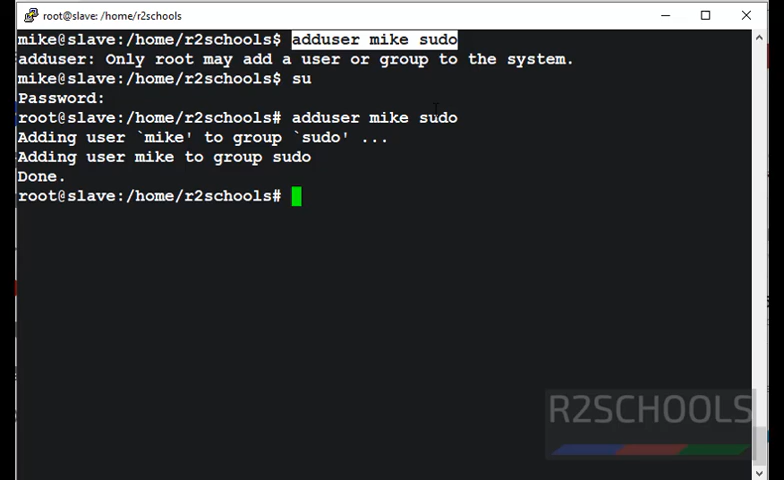 root@slave: /home/r2schools
mike@slave:/home/r2schools$ adduser mike sudo
adduser: Only root may add a user or group to the system.
mike@slave:/home/r2schools$ su
Password:
root@slave:/home/r2schools# adduser mike sudo
Adding user `mike' to group `sudo' ...
Adding user mike to group sudo
Done.
root@slave:/home/r2schools#
R2SCHOOLS